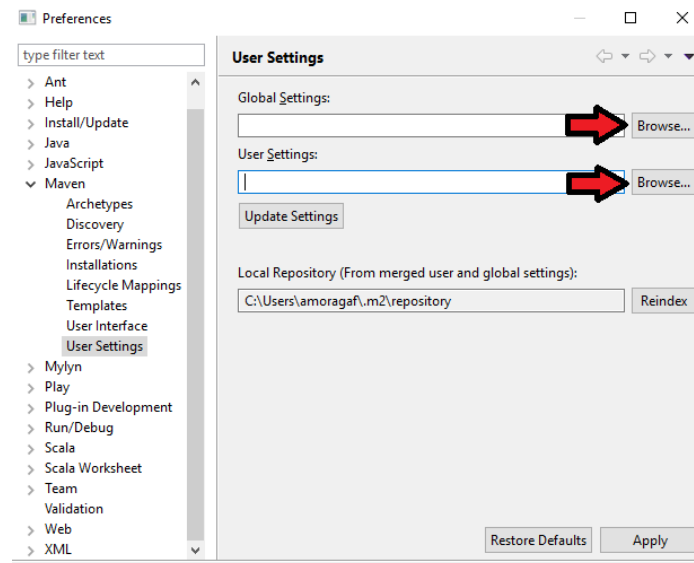 Preferences
type filter text
User Settings
Ant
Help
Install/Update
Java
JavaScript
Maven
Archetypes
Discovery
Errors/Warnings
Installations
Lifecycle Mappings
Templates
User Interface
User Settings
Mylyn
Play
Plug-in Development
Run/Debug
Scala
Scala Worksheet
Team
Validation
Web
XML
Global Settings:
Browse...
User Settings:
Browse...
Update Settings
Local Repository (From merged user and global settings):
C:\Users\amoragaf\.m2\repository
Reindex
Restore Defaults
Apply